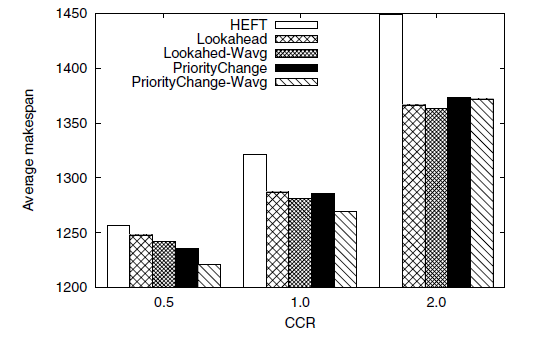 1450
1400
1350
1300
1250
1200
Average makespan
HEFT
Lookahead
Lookahed-Wavg
PriorityChange
PriorityChange-Wavg
0.5
1.0
2.0
CCR